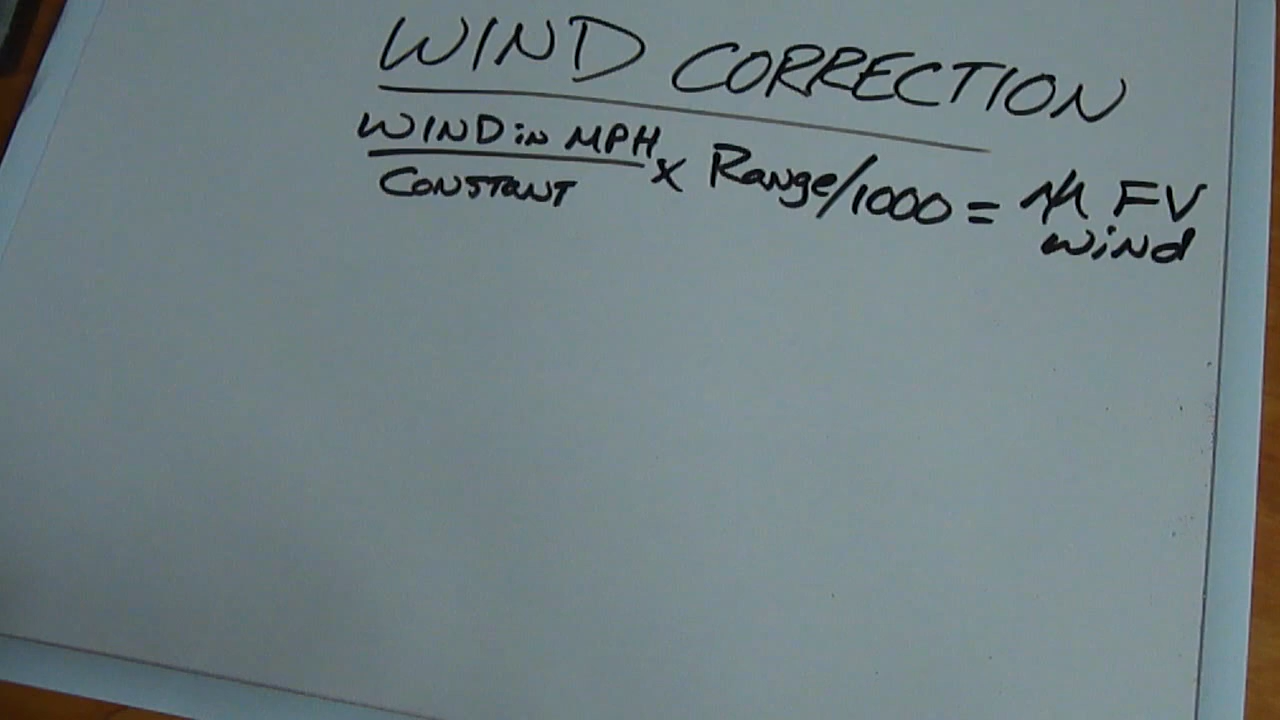 WIND CORRECTION
WIND in MPH
CONSTANT
x Range/1000 =
FV
wind